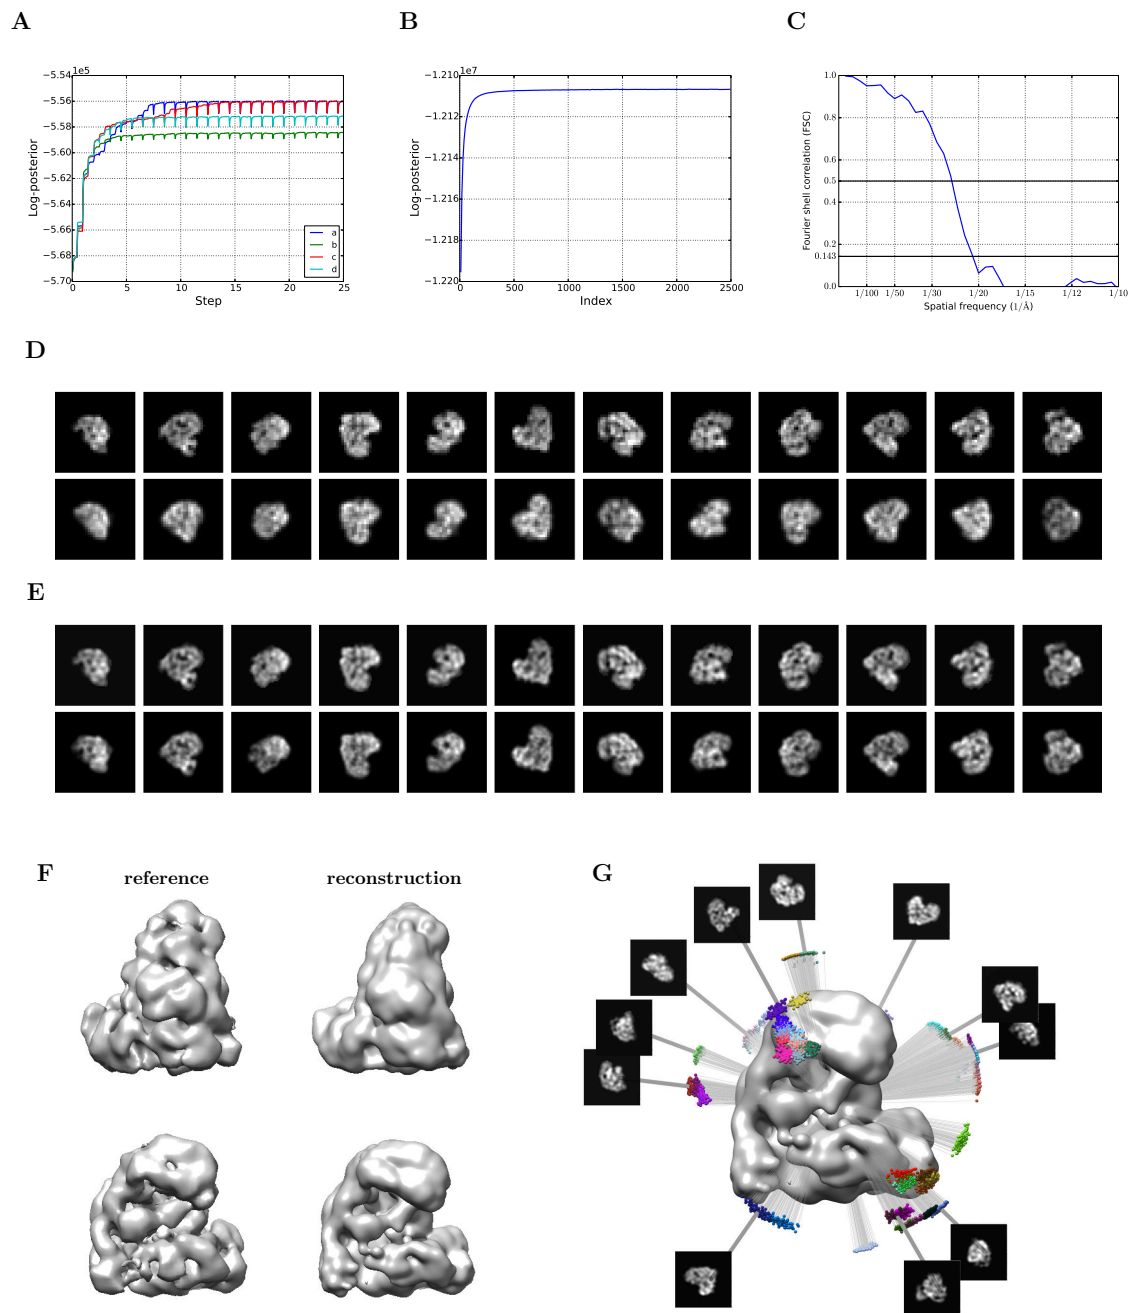 A
B
C
1e5
−5.54
−5.56
−5.58
−5.60
−5.62
−5.64
−5.66
−5.68
−5.70
Log-posterior
0 5 10 15 20 25
Step
a
b
c
d
1e7
−1.210
−1.212
−1.214
−1.216
−1.218
−1.220
Log-posterior
0 500 1000 1500 2000 2500
Index
1.0
0.8
0.6
0.5
0.4
0.2
0.143
0.0
Fourier shell correlation (FSC)
1/100 1/50 1/30 1/20 1/15 1/12 1/10
Spatial frequency (1/Å)
D
E
F
reference reconstruction
G